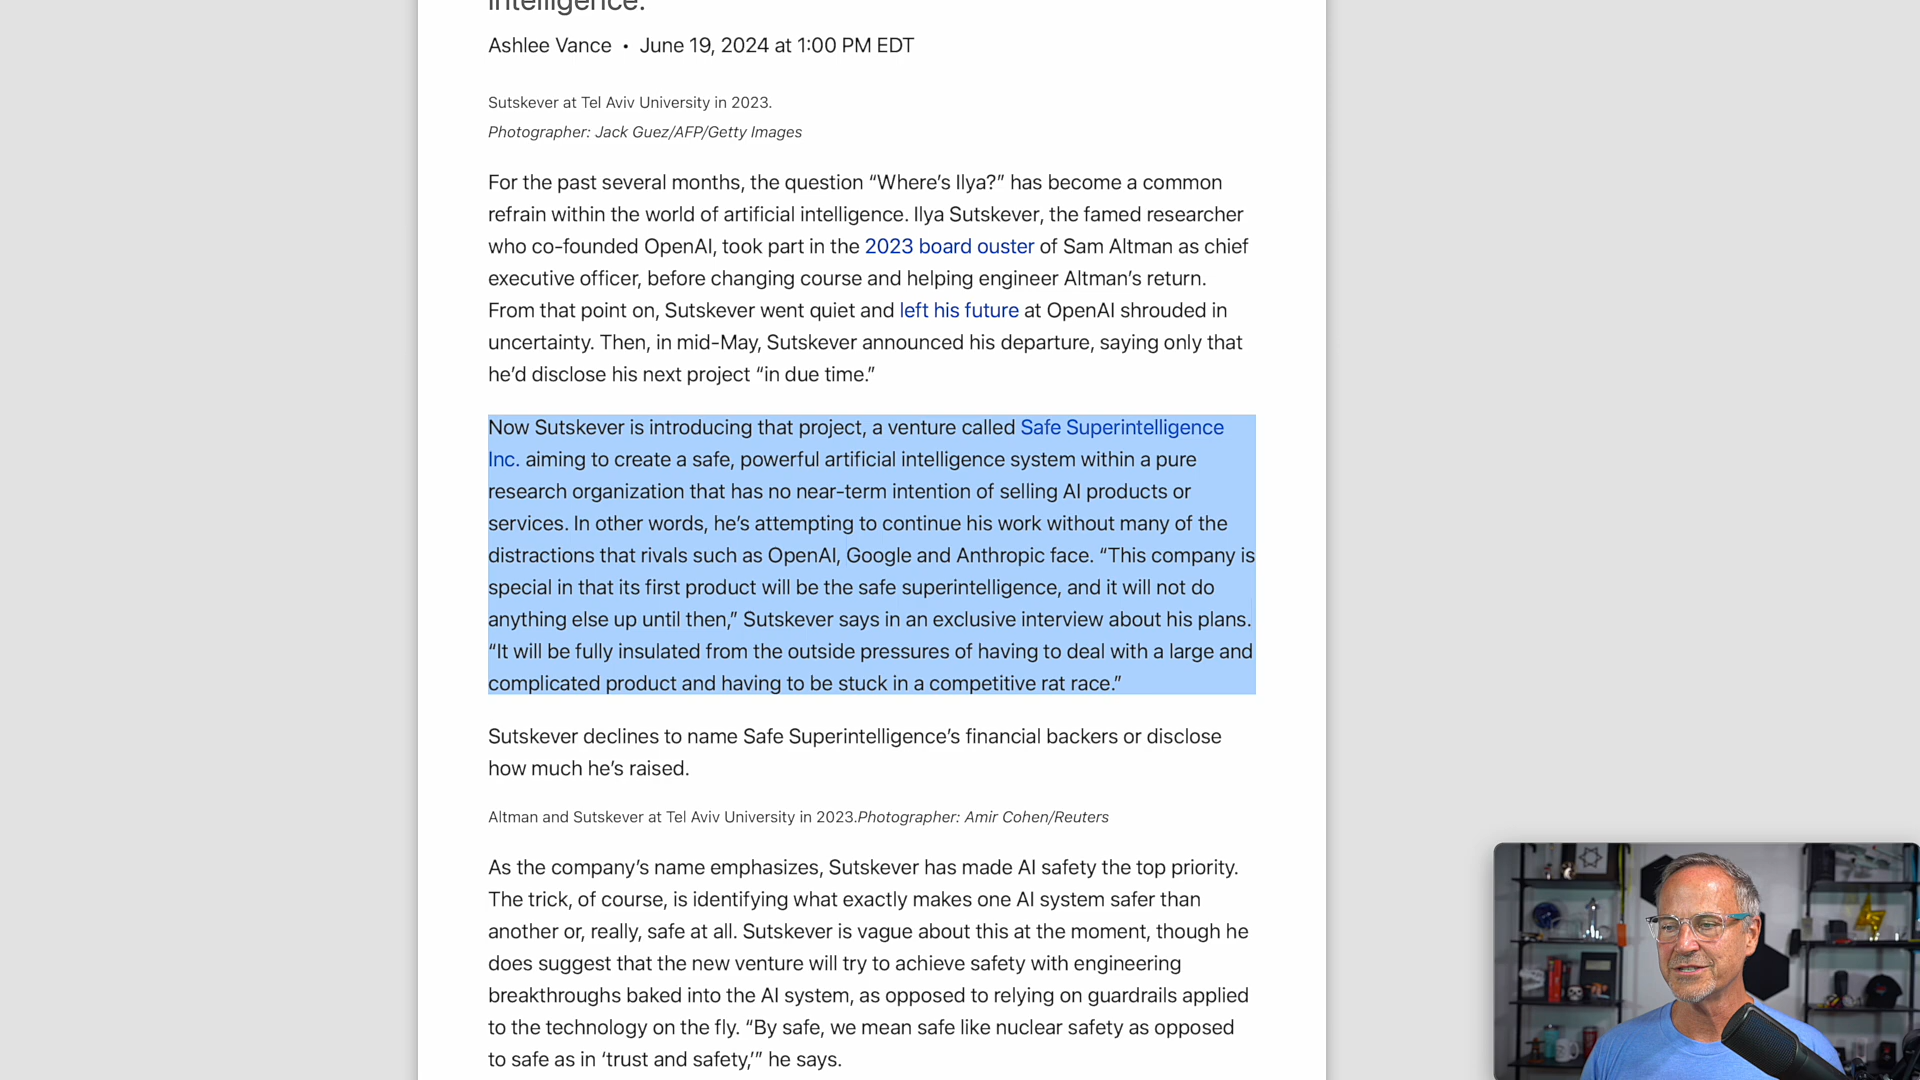 intelligence.
Ashlee Vance • June 19, 2024 at 1:00 PM EDT
Sutskever at Tel Aviv University in 2023.
Photographer: Jack Guez/AFP/Getty Images
For the past several months, the question “Where’s Ilya?” has become a common
refrain within the world of artificial intelligence. Ilya Sutskever, the famed researcher
who co-founded OpenAI, took part in the 2023 board ouster of Sam Altman as chief
executive officer, before changing course and helping engineer Altman’s return.
From that point on, Sutskever went quiet and left his future at OpenAI shrouded in
uncertainty. Then, in mid-May, Sutskever announced his departure, saying only that
he’d disclose his next project “in due time.”
Now Sutskever is introducing that project, a venture called Safe Superintelligence
Inc. aiming to create a safe, powerful artificial intelligence system within a pure
research organization that has no near-term intention of selling AI products or
services. In other words, he’s attempting to continue his work without many of the
distractions that rivals such as OpenAI, Google and Anthropic face. “This company is
special in that its first product will be the safe superintelligence, and it will not do
anything else up until then,” Sutskever says in an exclusive interview about his plans.
“It will be fully insulated from the outside pressures of having to deal with a large and
complicated product and having to be stuck in a competitive rat race.”
Sutskever declines to name Safe Superintelligence’s financial backers or disclose
how much he’s raised.
Altman and Sutskever at Tel Aviv University in 2023.Photographer: Amir Cohen/Reuters
As the company’s name emphasizes, Sutskever has made AI safety the top priority.
The trick, of course, is identifying what exactly makes one AI system safer than
another or, really, safe at all. Sutskever is vague about this at the moment, though he
does suggest that the new venture will try to achieve safety with engineering
breakthroughs baked into the AI system, as opposed to relying on guardrails applied
to the technology on the fly. “By safe, we mean safe like nuclear safety as opposed
to safe as in ‘trust and safety,’” he says.